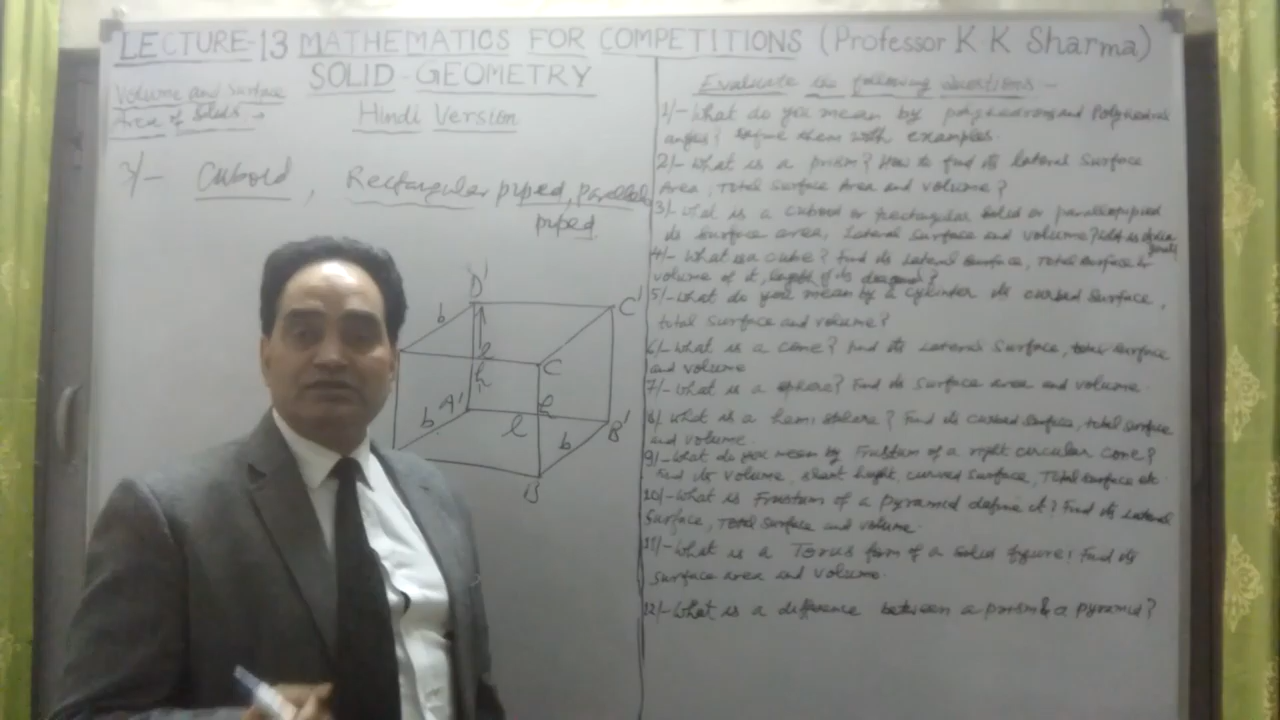 LECTURE-13 MATHEMATICS FOR COMPETITIONS (Professor K K Sharma)
SOLID-GEOMETRY
Volume and Surface
Area of Solids →
Hindi Version
3/- Cuboid, Rectangular piped, parallelo
piped
D'
C'
b
l
h
C
A'
b
h
l
b
B'
B
Evaluate the following Questions -
1/- What do you mean by polyhedrons and Polyhedral
angles? Define them with examples.
2/- What is a prism? How to find its lateral Surface
Area, Total Surface Area and volume?
3/- What is a cuboid or rectangular solid or parallelopiped
its surface area, Lateral surface and volume?
4/- What is a cube? Find its Lateral Surface, Total surface &
volume of it, length of its diagonal?
5/- What do you mean by a cylinder its curbed surface,
total surface and volume?
6/- What is a cone? Find its Lateral Surface, total surface
and volume
7/- What is a sphere? Find its surface area and volume.
8/- What is a hemi sphere? Find its curbed surface, total surface
and volume.
9/- What do you mean by Frustum of a right circular cone?
Find its volume, slant height, curved surface, Total surface etc.
10/- What is Frustum of a pyramid define it? Find its Lateral
Surface, Total surface and volume.
11/- What is a Torus form of a solid figure? Find its
surface area and volume.
12/- What is a difference between a prism & a pyramid?